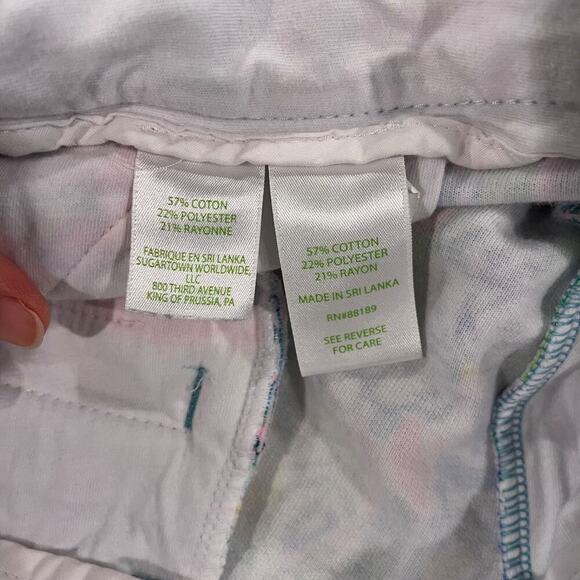 57% COTTON
22% POLYESTER
21% RAYONNE
FABRIQUE EN SRI LANKA
SUGARTOWN WORLDWIDE,
LLC
800 THIRD AVENUE
KING OF PRUSSIA, PA
57% COTTON
22% POLYESTER
21% RAYON
MADE IN SRI LANKA
RN#88189
SEE REVERSE
FOR CARE